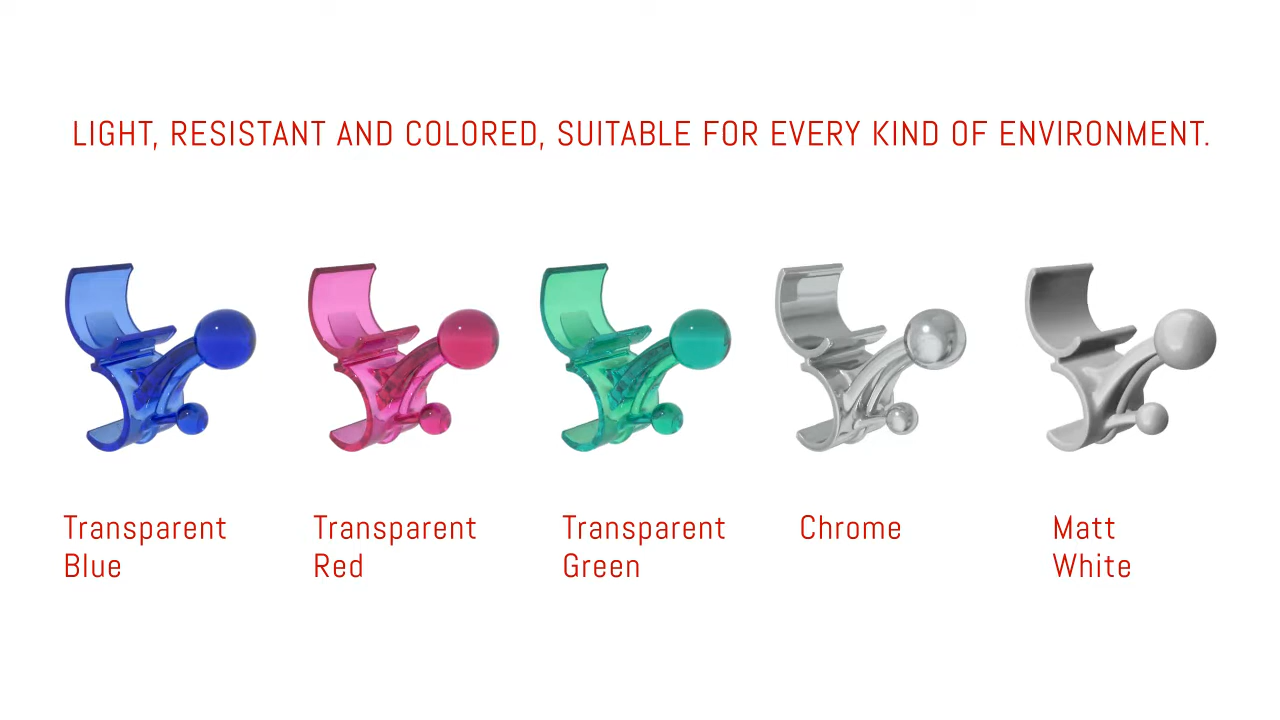 LIGHT, RESISTANT AND COLORED, SUITABLE FOR EVERY KIND OF ENVIRONMENT.
Transparent
Blue
Transparent
Red
Transparent
Green
Chrome
Matt
White